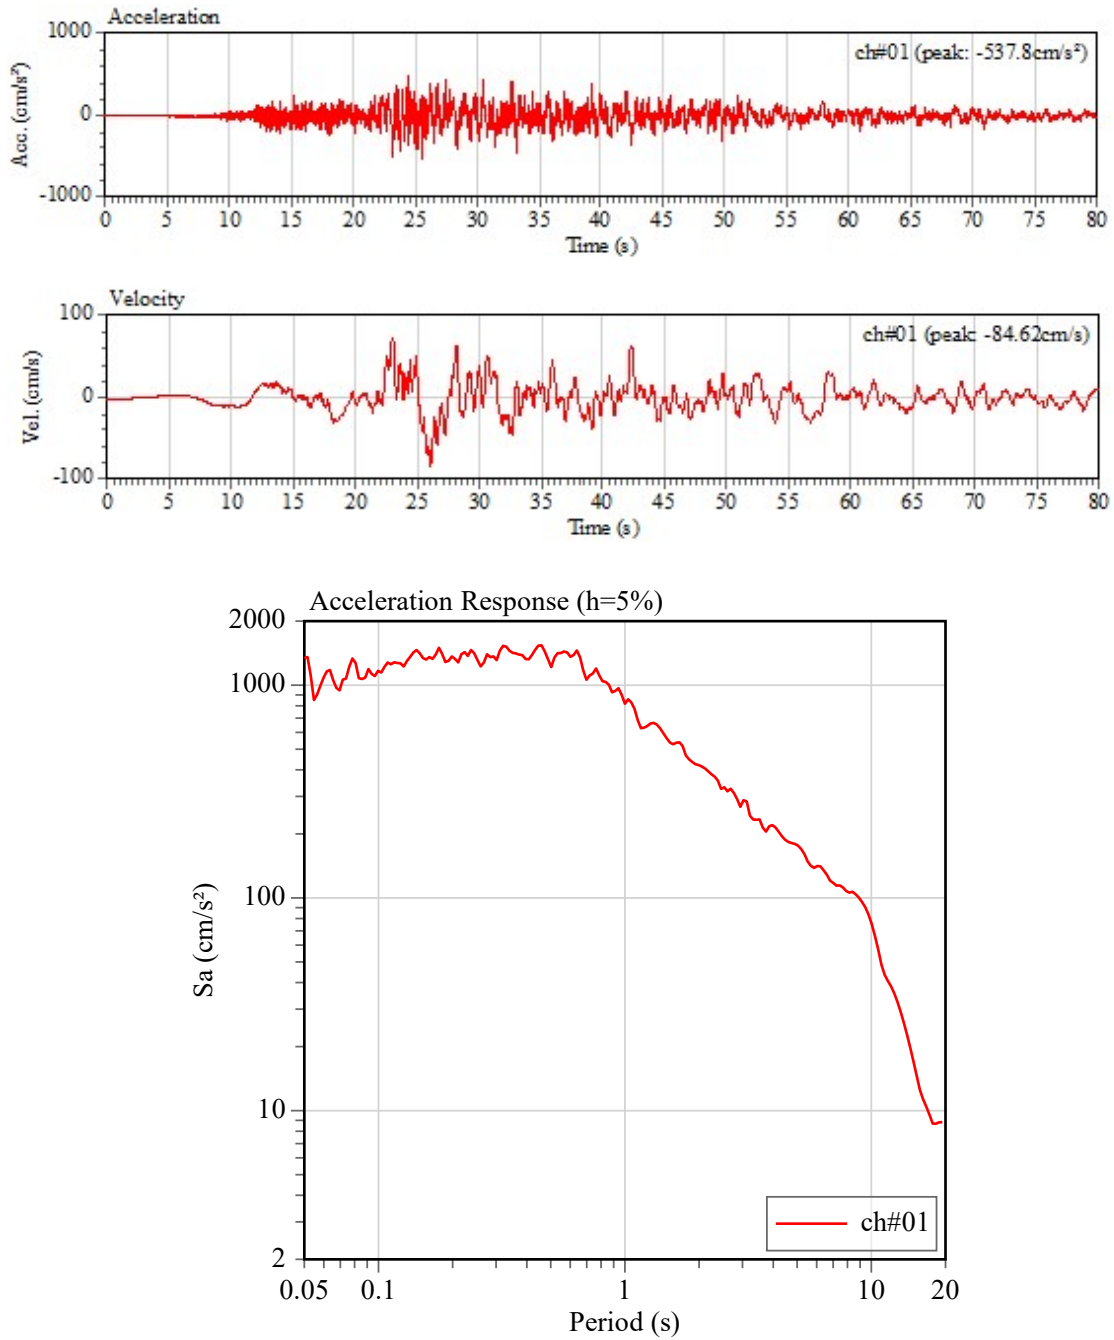 Acceleration
1000
0
-1000
Acc. (cm/s²)
ch#01 (peak: -537.8cm/s²)
0 5 10 15 20 25 30 35 40 45 50 55 60 65 70 75 80
Time (s)
Velocity
100
0
-100
Vel. (cm/s)
ch#01 (peak: -84.62cm/s)
0 5 10 15 20 25 30 35 40 45 50 55 60 65 70 75 80
Time (s)
Acceleration Response (h=5%)
2000
1000
100
10
2
Sa (cm/s²)
ch#01
0.05 0.1 1 10 20
Period (s)